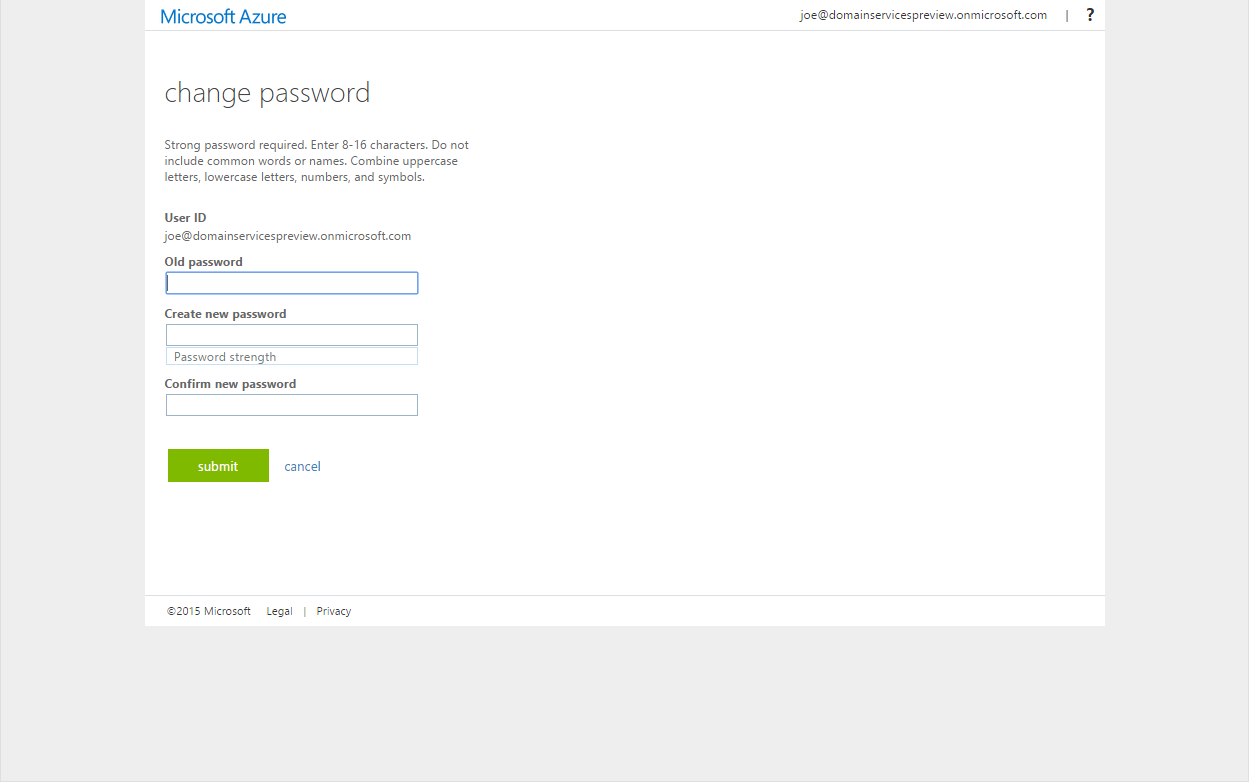 Microsoft Azure
joe@domainservicespreview.onmicrosoft.com | ?
change password
Strong password required. Enter 8-16 characters. Do not
include common words or names. Combine uppercase
letters, lowercase letters, numbers, and symbols.
User ID
joe@domainservicespreview.onmicrosoft.com
Old password
Create new password
Password strength
Confirm new password
submit cancel
©2015 Microsoft Legal | Privacy